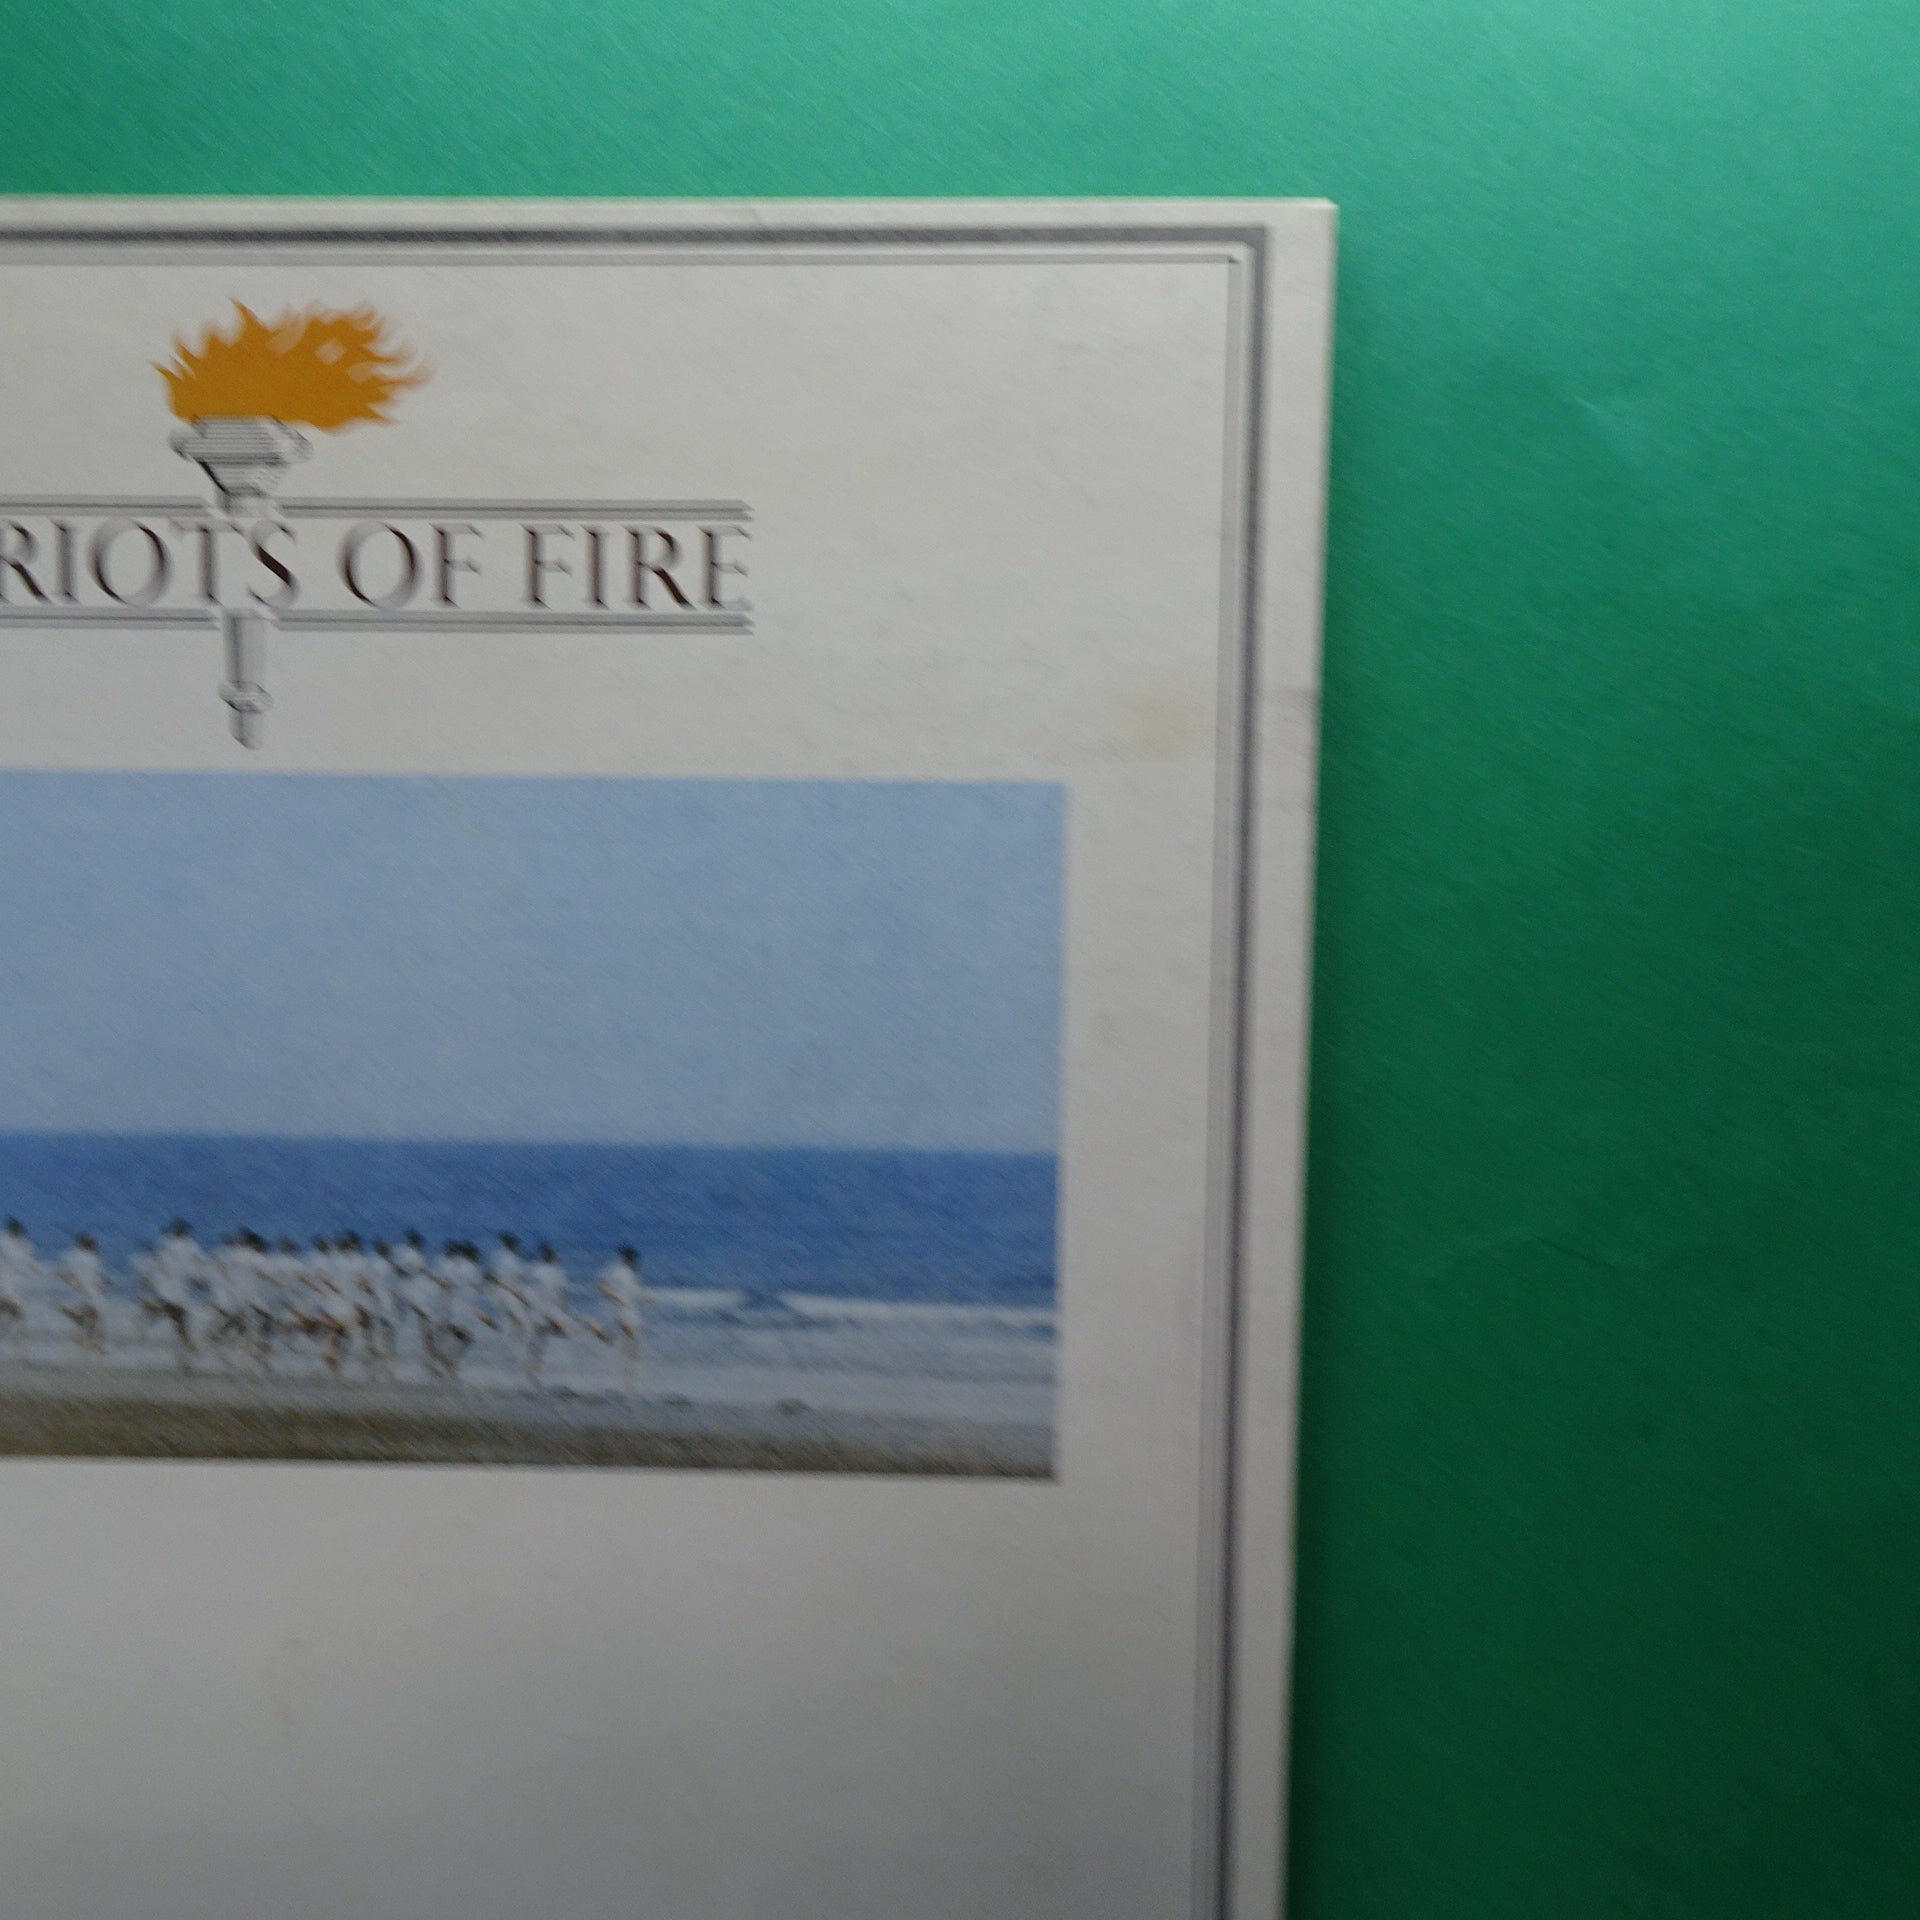 RIOTS OF FIRE